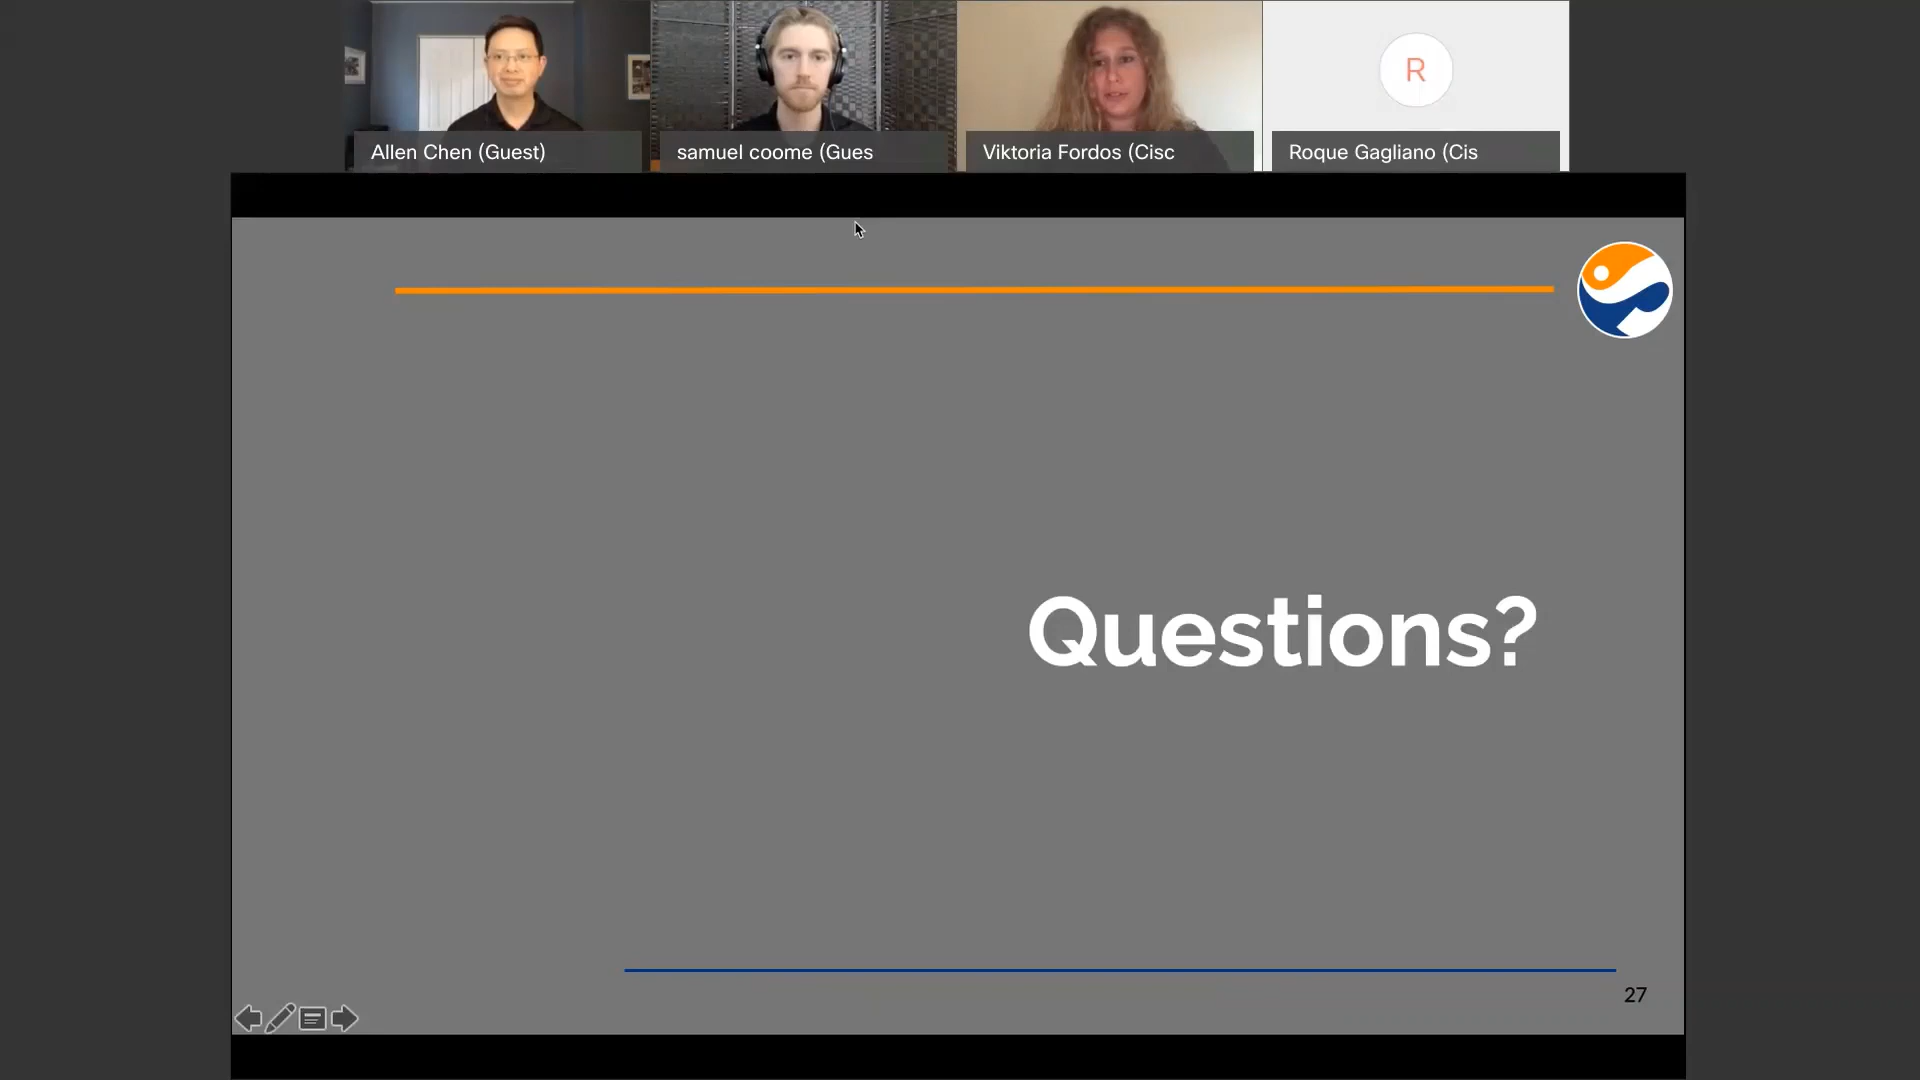 Allen Chen (Guest)
samuel coome (Gues
Viktoria Fordos (Cisc
R
Roque Gagliano (Cis
Questions?
27